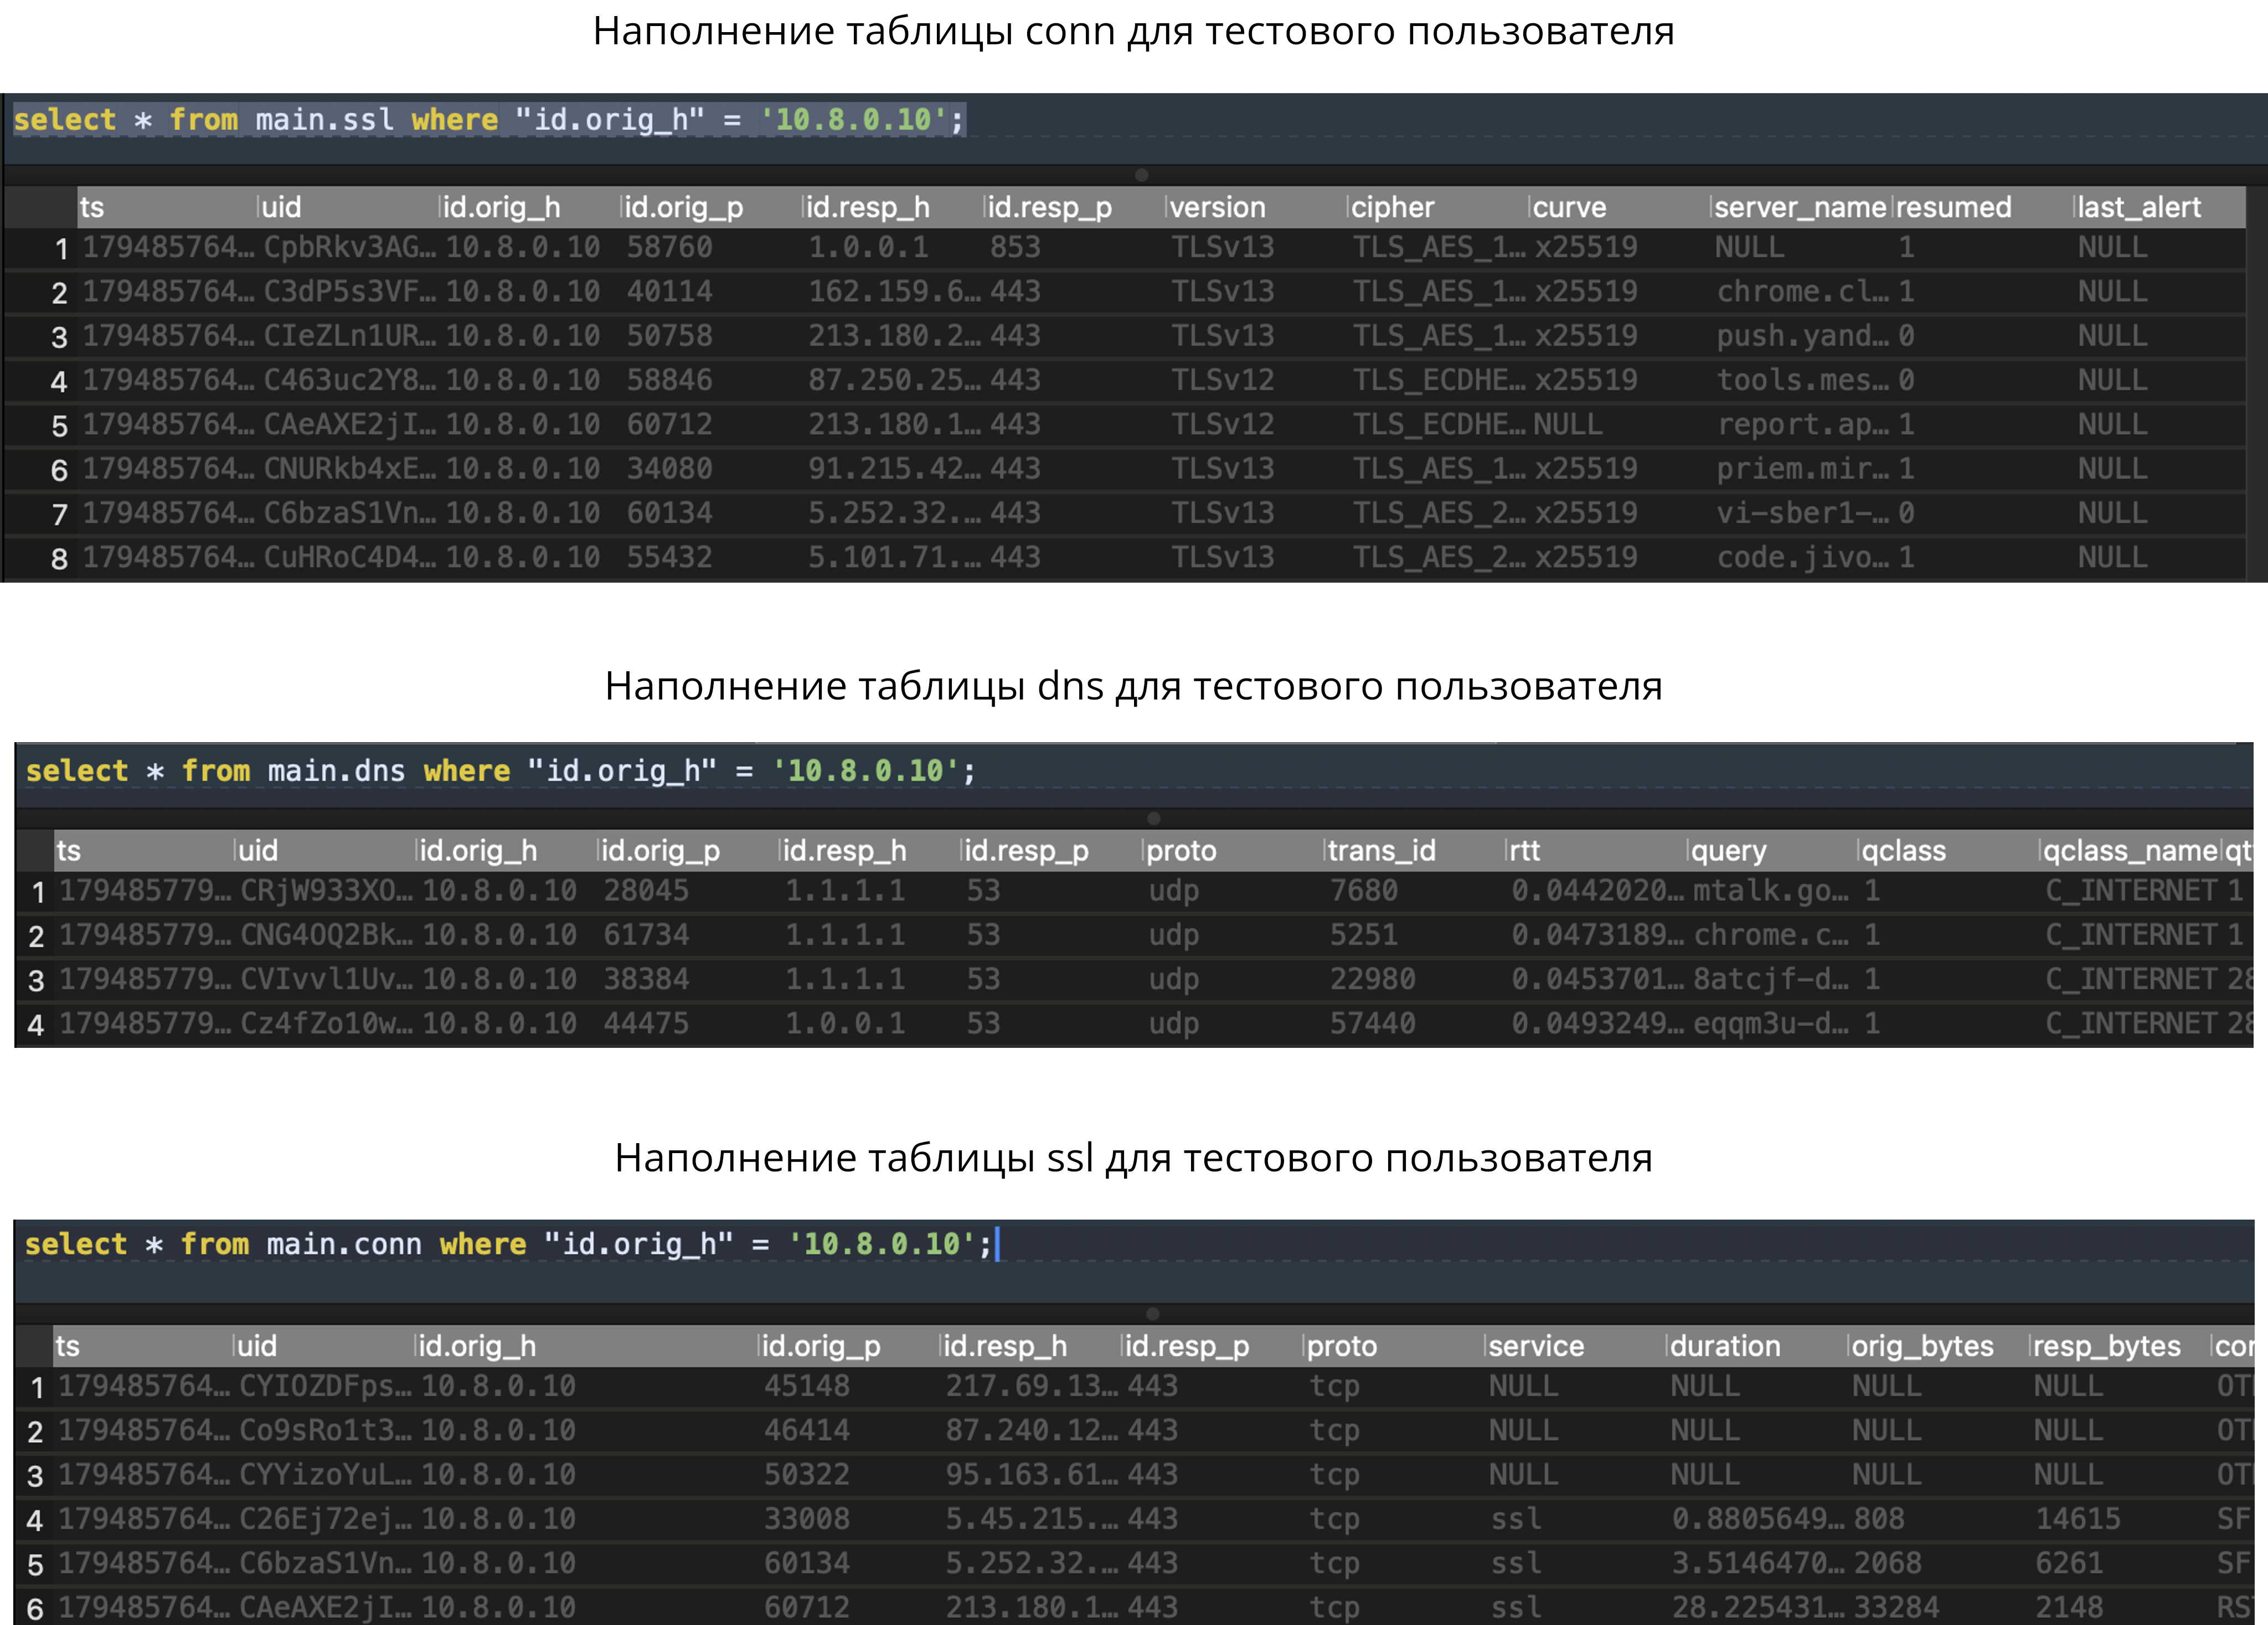 Наполнение таблицы conn для тестового пользователя
select * from main.ssl where "id.orig_h" = '10.8.0.10';
ts uid id.orig_h id.orig_p id.resp_h id.resp_p version cipher curve server_name resumed last_alert
1 179485764… CpbRkv3AG… 10.8.0.10 58760 1.0.0.1 853 TLSv13 TLS_AES_1… x25519 NULL 1 NULL
2 179485764… C3dP5s3VF… 10.8.0.10 40114 162.159.6… 443 TLSv13 TLS_AES_1… x25519 chrome.cl… 1 NULL
3 179485764… CIeZLn1UR… 10.8.0.10 50758 213.180.2… 443 TLSv13 TLS_AES_1… x25519 push.yand… 0 NULL
4 179485764… C463uc2Y8… 10.8.0.10 58846 87.250.25… 443 TLSv12 TLS_ECDHE… x25519 tools.mes… 0 NULL
5 179485764… CAeAXE2jI… 10.8.0.10 60712 213.180.1… 443 TLSv12 TLS_ECDHE… NULL report.ap… 1 NULL
6 179485764… CNURkb4xE… 10.8.0.10 34080 91.215.42… 443 TLSv13 TLS_AES_1… x25519 priem.mir… 1 NULL
7 179485764… C6bzaS1Vn… 10.8.0.10 60134 5.252.32.… 443 TLSv13 TLS_AES_2… x25519 vi-sber1-… 0 NULL
8 179485764… CuHRoC4D4… 10.8.0.10 55432 5.101.71.… 443 TLSv13 TLS_AES_2… x25519 code.jivo… 1 NULL
Наполнение таблицы dns для тестового пользователя
select * from main.dns where "id.orig_h" = '10.8.0.10';
ts uid id.orig_h id.orig_p id.resp_h id.resp_p proto trans_id rtt query qclass qclass_name qt
1 179485779… CRjW933XO… 10.8.0.10 28045 1.1.1.1 53 udp 7680 0.0442020… mtalk.go… 1 C_INTERNET 1
2 179485779… CNG4OQ2Bk… 10.8.0.10 61734 1.1.1.1 53 udp 5251 0.0473189… chrome.c… 1 C_INTERNET 1
3 179485779… CVIvvl1Uv… 10.8.0.10 38384 1.1.1.1 53 udp 22980 0.0453701… 8atcjf-d… 1 C_INTERNET 28
4 179485779… Cz4fZo10w… 10.8.0.10 44475 1.0.0.1 53 udp 57440 0.0493249… eqqm3u-d… 1 C_INTERNET 28
Наполнение таблицы ssl для тестового пользователя
select * from main.conn where "id.orig_h" = '10.8.0.10';
ts uid id.orig_h id.orig_p id.resp_h id.resp_p proto service duration orig_bytes resp_bytes cor
1 179485764… CYIOZDFps… 10.8.0.10 45148 217.69.13… 443 tcp NULL NULL NULL NULL OT
2 179485764… Co9sRo1t3… 10.8.0.10 46414 87.240.12… 443 tcp NULL NULL NULL NULL OT
3 179485764… CYYizoYuL… 10.8.0.10 50322 95.163.61… 443 tcp NULL NULL NULL NULL OT
4 179485764… C26Ej72ej… 10.8.0.10 33008 5.45.215.… 443 tcp ssl 0.8805649… 808 14615 SF
5 179485764… C6bzaS1Vn… 10.8.0.10 60134 5.252.32.… 443 tcp ssl 3.5146470… 2068 6261 SF
6 179485764… CAeAXE2jI… 10.8.0.10 60712 213.180.1… 443 tcp ssl 28.225431… 33284 2148 RS